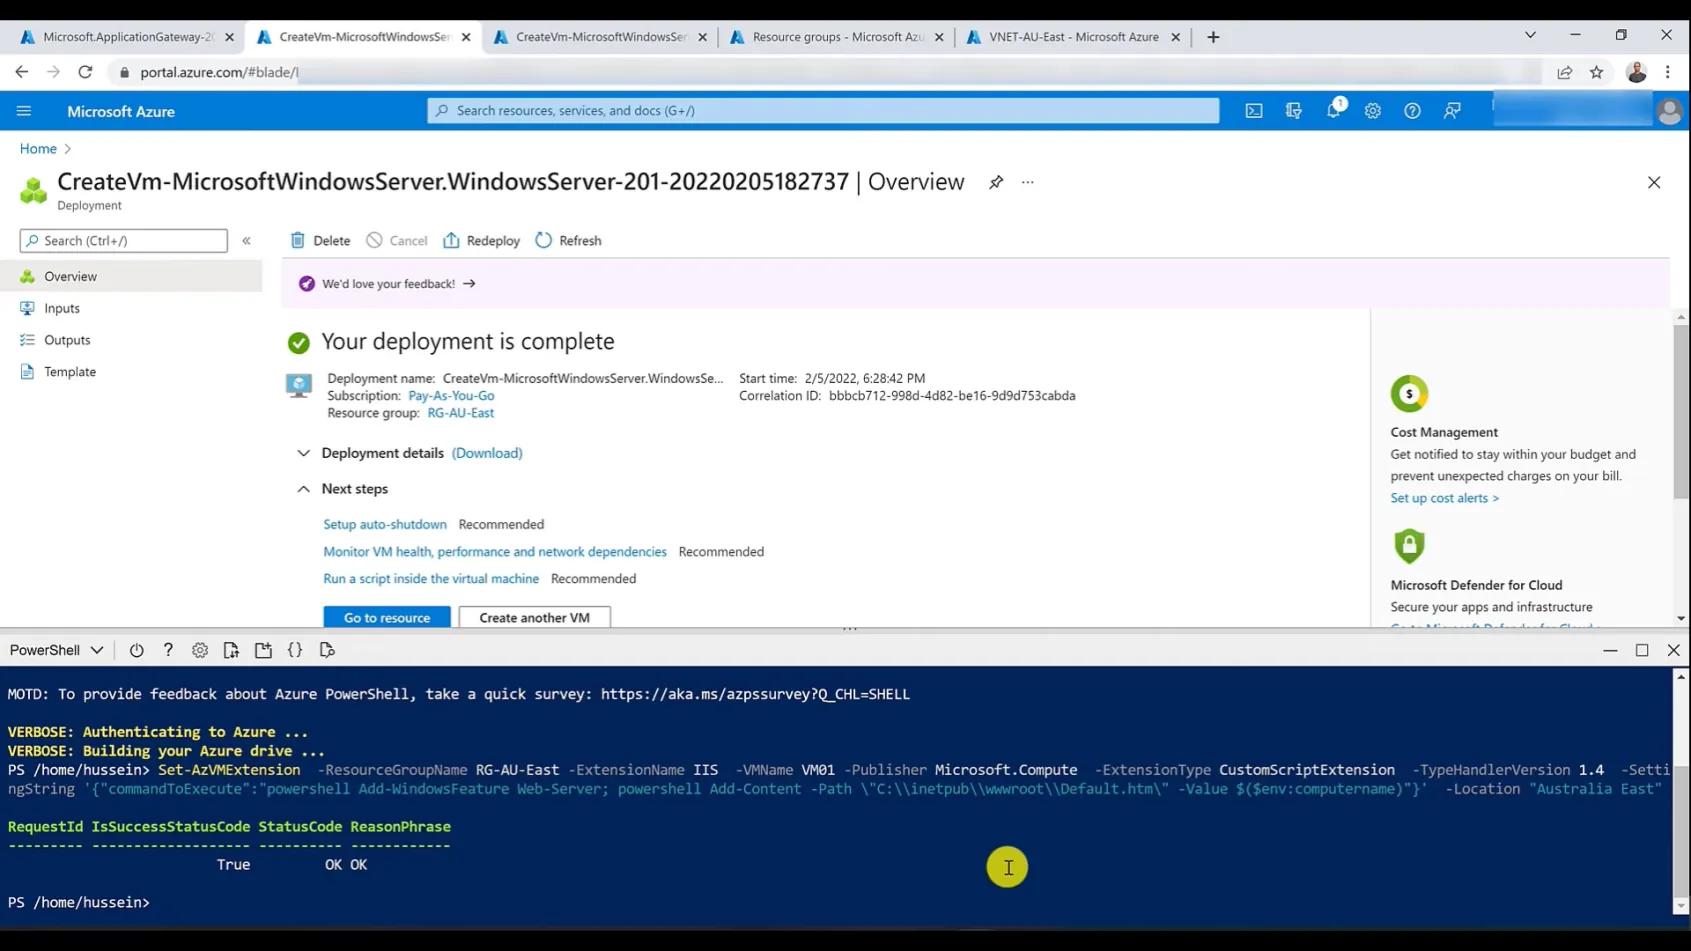 Microsoft.ApplicationGateway-20
CreateVm-MicrosoftWindowsSer
CreateVm-MicrosoftWindowsSer
Resource groups - Microsoft Azu
VNET-AU-East - Microsoft Azure
portal.azure.com/#blade/
Microsoft Azure
Search resources, services, and docs (G+/)
1
Home >
CreateVm-MicrosoftWindowsServer.WindowsServer-201-20220205182737 | Overview
Deployment
Search (Ctrl+/)
«
Delete
Cancel
Redeploy
Refresh
Overview
Inputs
Outputs
Template
We'd love your feedback! →
Your deployment is complete
Deployment name: CreateVm-MicrosoftWindowsServer.WindowsSe...
Subscription: Pay-As-You-Go
Resource group: RG-AU-East
Start time: 2/5/2022, 6:28:42 PM
Correlation ID: bbbcb712-998d-4d82-be16-9d9d753cabda
Deployment details (Download)
Next steps
Setup auto-shutdown Recommended
Monitor VM health, performance and network dependencies Recommended
Run a script inside the virtual machine Recommended
Go to resource
Create another VM
$
Cost Management
Get notified to stay within your budget and
prevent unexpected charges on your bill.
Set up cost alerts >
Microsoft Defender for Cloud
Secure your apps and infrastructure
Go to Microsoft Defender for Cloud >
PowerShell
? {}
MOTD: To provide feedback about Azure PowerShell, take a quick survey: https://aka.ms/azpssurvey?Q_CHL=SHELL
VERBOSE: Authenticating to Azure ...
VERBOSE: Building your Azure drive ...
PS /home/hussein> Set-AzVMExtension -ResourceGroupName RG-AU-East -ExtensionName IIS -VMName VM01 -Publisher Microsoft.Compute -ExtensionType CustomScriptExtension -TypeHandlerVersion 1.4 -Setti
ngString '{"commandToExecute":"powershell Add-WindowsFeature Web-Server; powershell Add-Content -Path \"C:\\inetpub\\wwwroot\\Default.htm\" -Value $($env:computername)"}' -Location "Australia East"
RequestId IsSuccessStatusCode StatusCode ReasonPhrase
--------- ------------------- ---------- ------------
True OK OK
PS /home/hussein>